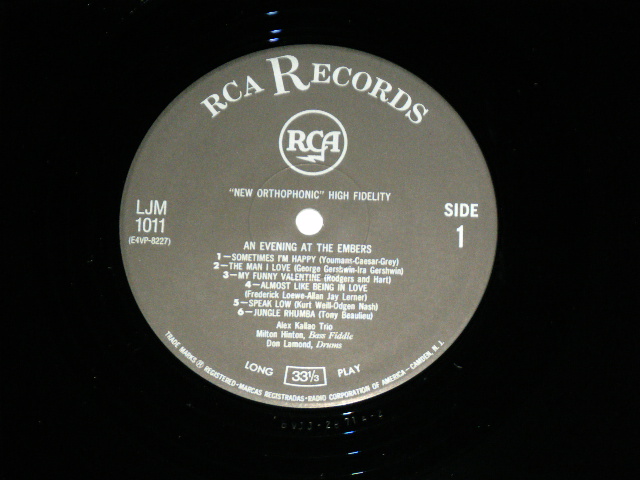 RCA RECORDS
RCA
"NEW ORTHOPHONIC" HIGH FIDELITY
LJM
1011
(E4VP-8227)
SIDE
1
AN EVENING AT THE EMBERS
1—SOMETIMES I'M HAPPY (Youmans-Caesar-Grey)
2—THE MAN I LOVE (George Gershwin-Ira Gershwin)
3—MY FUNNY VALENTINE (Rodgers and Hart)
4—ALMOST LIKE BEING IN LOVE
(Frederick Loewe-Allan Jay Lerner)
5—SPEAK LOW (Kurt Weill-Odgen Nash)
6—JUNGLE RHUMBA (Tony Beaulieu)
Alex Kallao Trio
Milton Hinton, Bass Fiddle
Don Lamond, Drums
LONG 33⅓ PLAY
TRADE MARKS ® REGISTERED-MARCAS REGISTRADAS-RADIO CORPORATION OF AMERICA-CAMDEN, N. J.